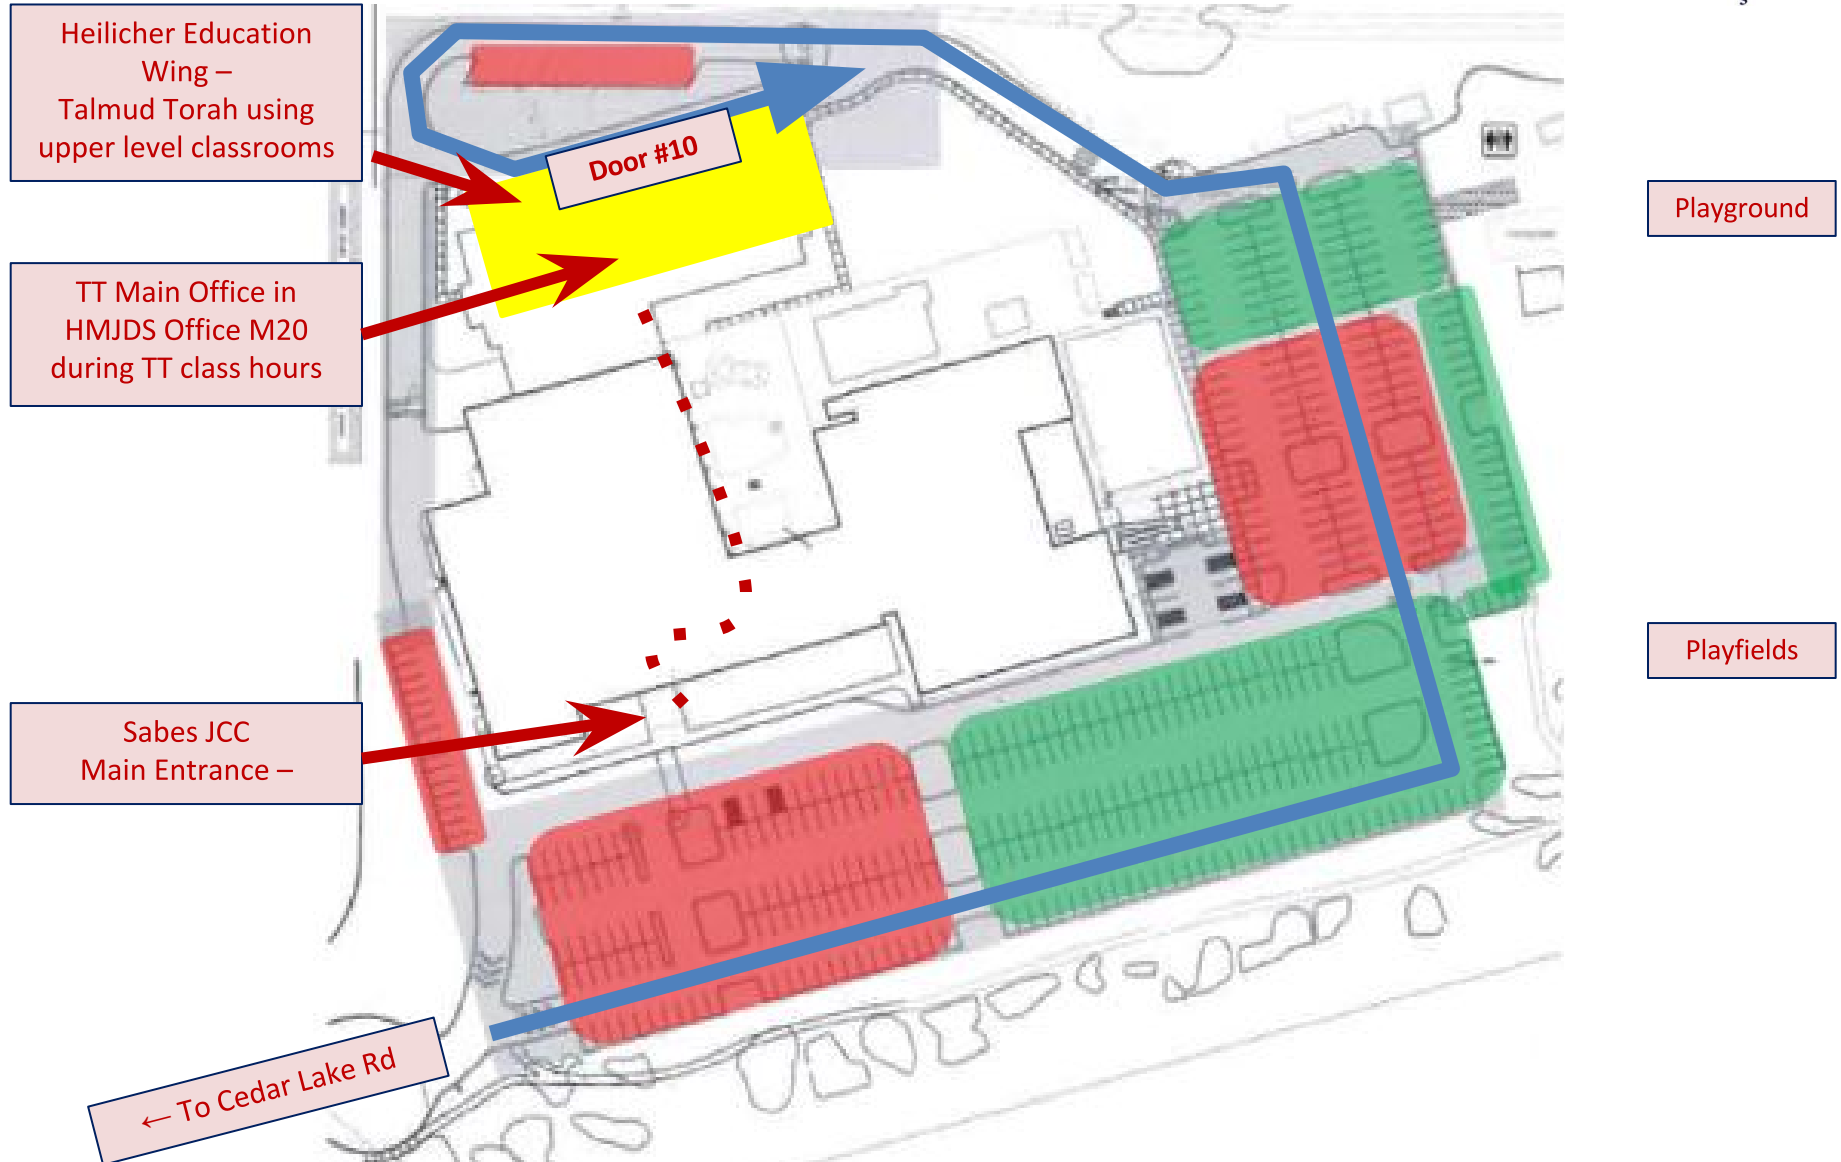 Heilicher Education
Wing –
Talmud Torah using
upper level classrooms
Door #10
Playground
TT Main Office in
HMJDS Office M20
during TT class hours
Playfields
Sabes JCC
Main Entrance –
← To Cedar Lake Rd